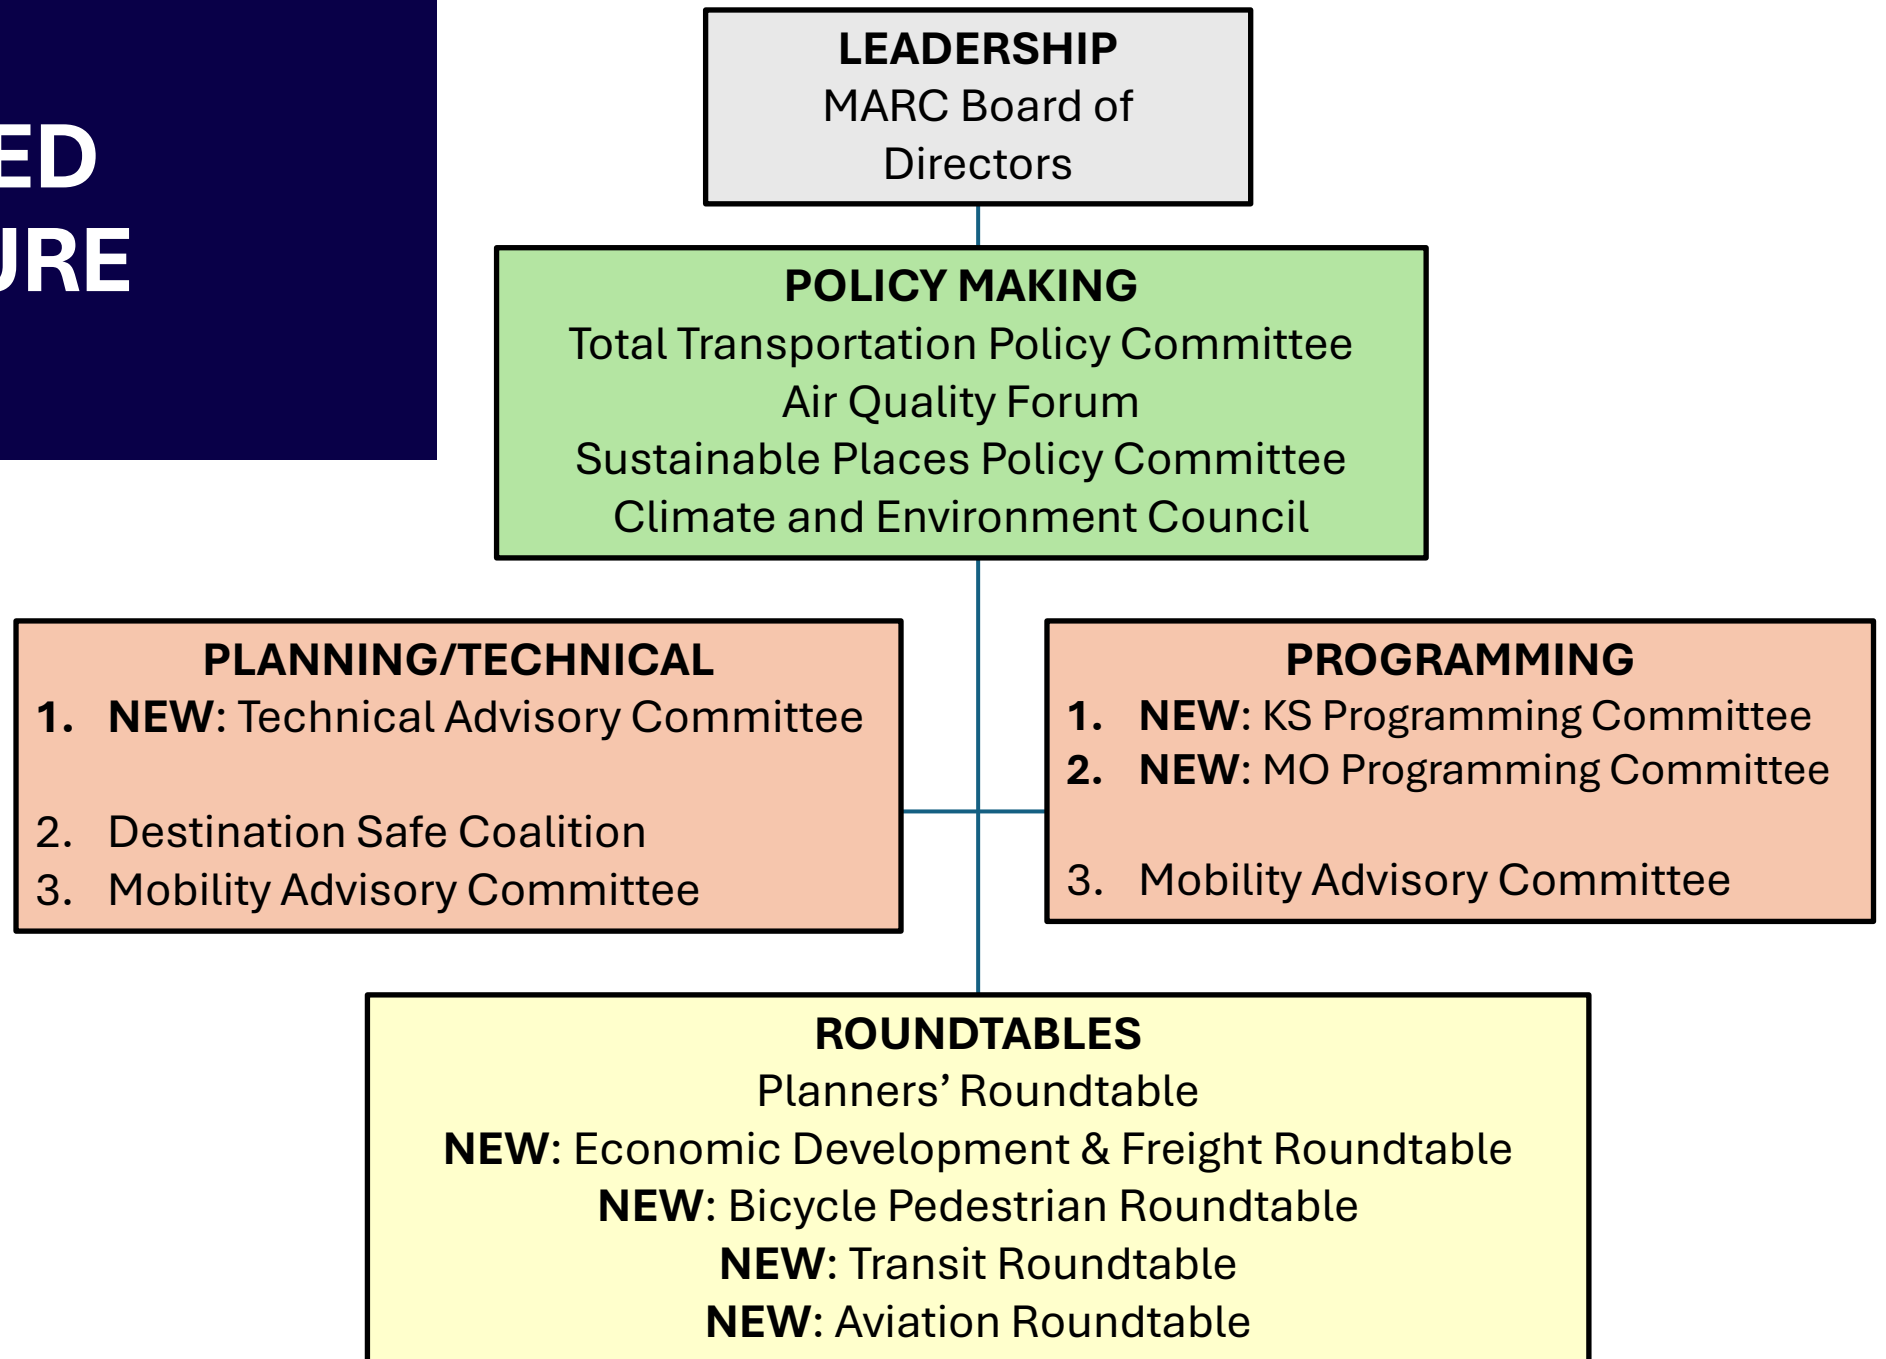 ED
URE
LEADERSHIP
MARC Board of
Directors
POLICY MAKING
Total Transportation Policy Committee
Air Quality Forum
Sustainable Places Policy Committee
Climate and Environment Council
PLANNING/TECHNICAL
1. NEW: Technical Advisory Committee
2. Destination Safe Coalition
3. Mobility Advisory Committee
PROGRAMMING
1. NEW: KS Programming Committee
2. NEW: MO Programming Committee
3. Mobility Advisory Committee
ROUNDTABLES
Planners’ Roundtable
NEW: Economic Development & Freight Roundtable
NEW: Bicycle Pedestrian Roundtable
NEW: Transit Roundtable
NEW: Aviation Roundtable